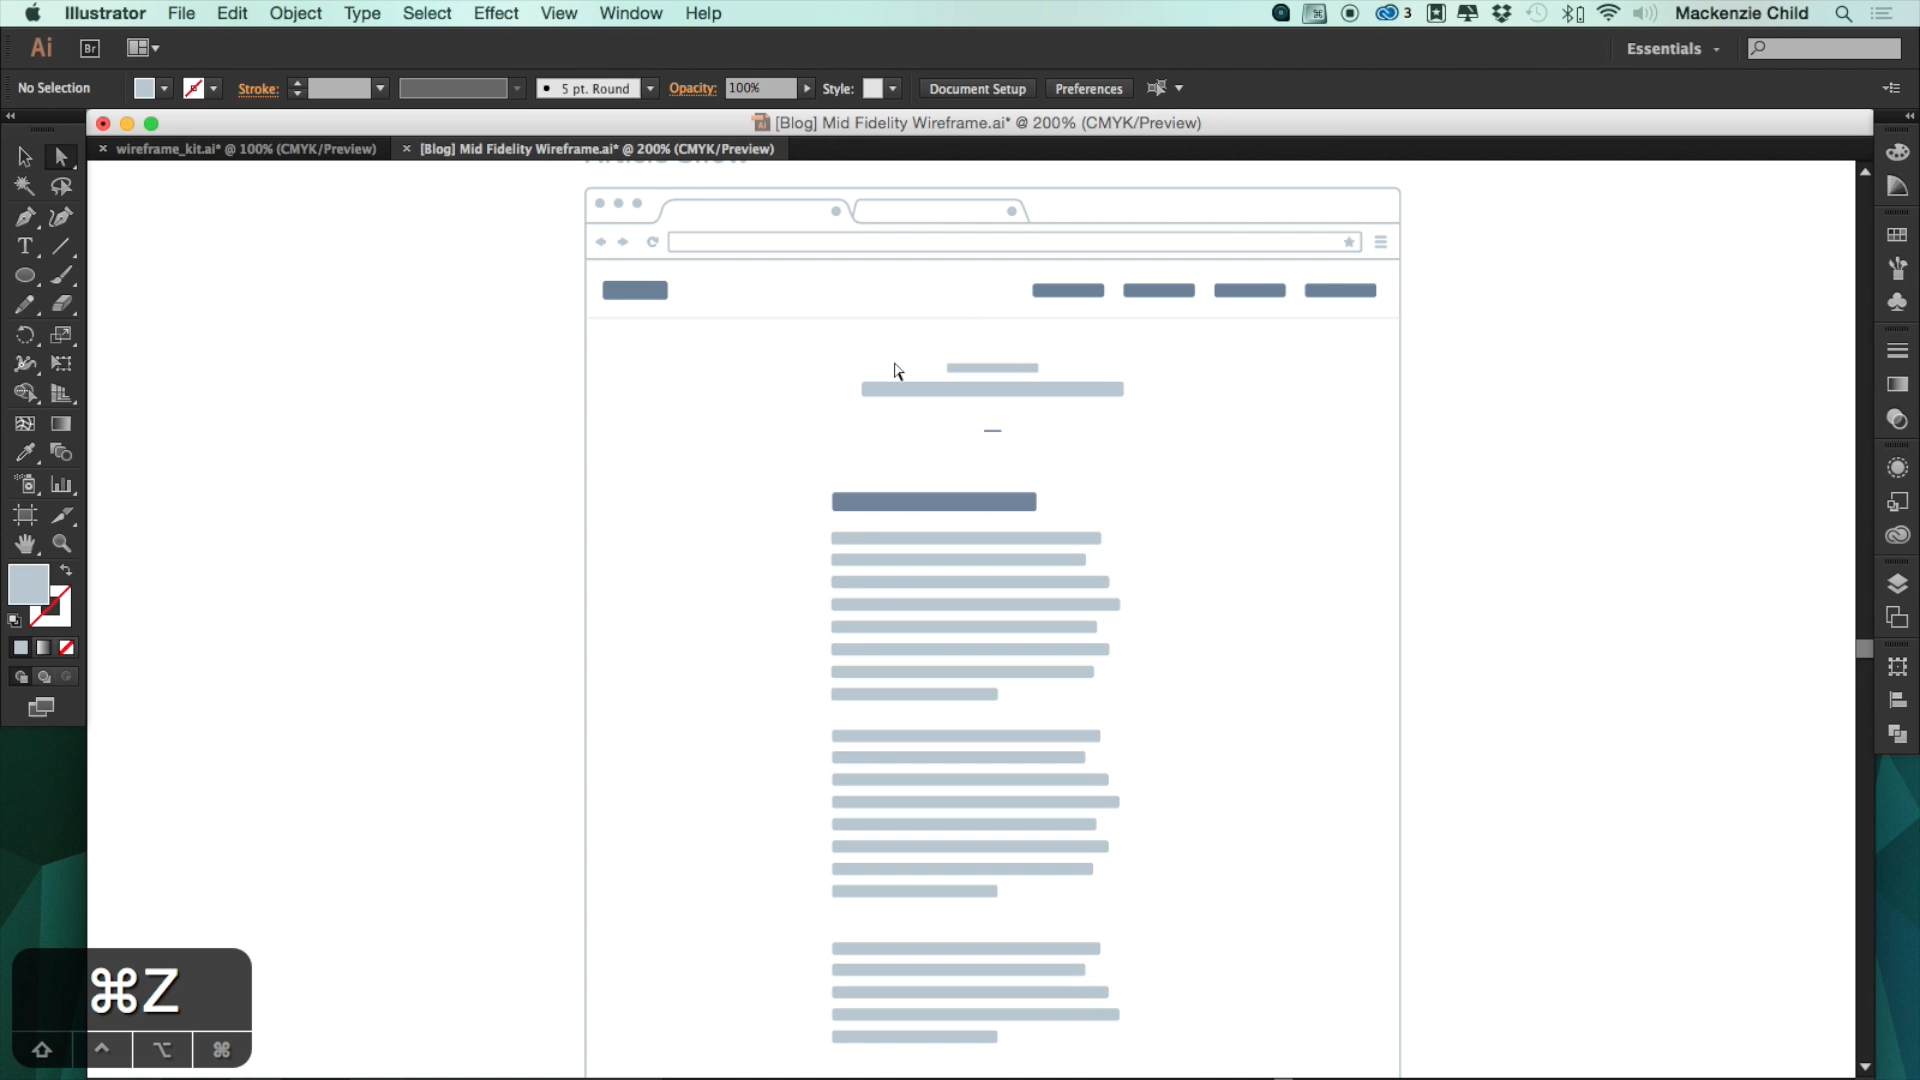 Illustrator File Edit Object Type Select Effect View Window Help 3 Mackenzie Child
Ai Br Essentials
No Selection Stroke: 5 pt. Round Opacity: 100% Style: Document Setup Preferences
[Blog] Mid Fidelity Wireframe.ai* @ 200% (CMYK/Preview)
wireframe_kit.ai* @ 100% (CMYK/Preview) [Blog] Mid Fidelity Wireframe.ai* @ 200% (CMYK/Preview)
Article Show
⌘Z